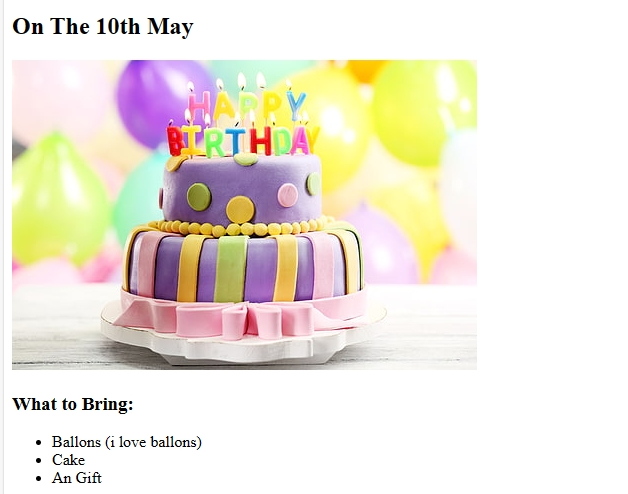 On The 10th May
HAPPY
BIRTHDAY
What to Bring:
Ballons (i love ballons)
Cake
An Gift